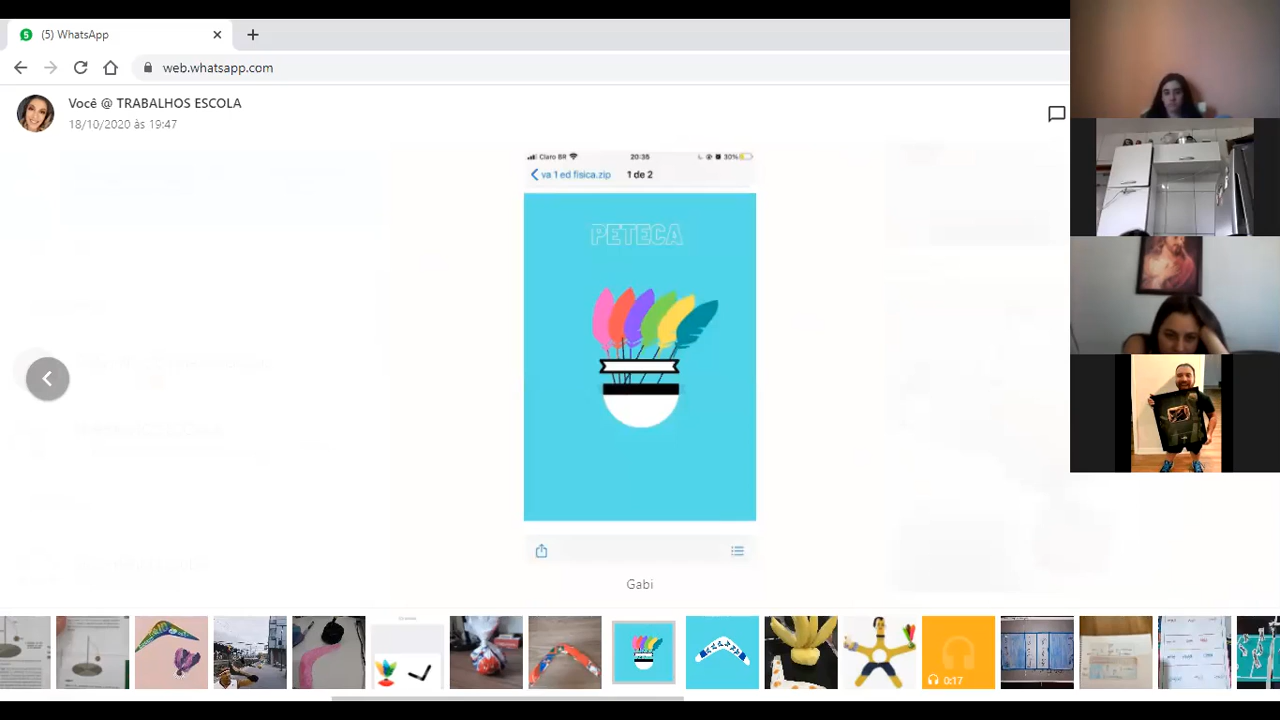 (5) WhatsApp
web.whatsapp.com
Você @ TRABALHOS ESCOLA
18/10/2020 às 19:47
Claro BR 20:35 30%
va 1 ed física.zip 1 de 2
PETECA
Gabi
0:17